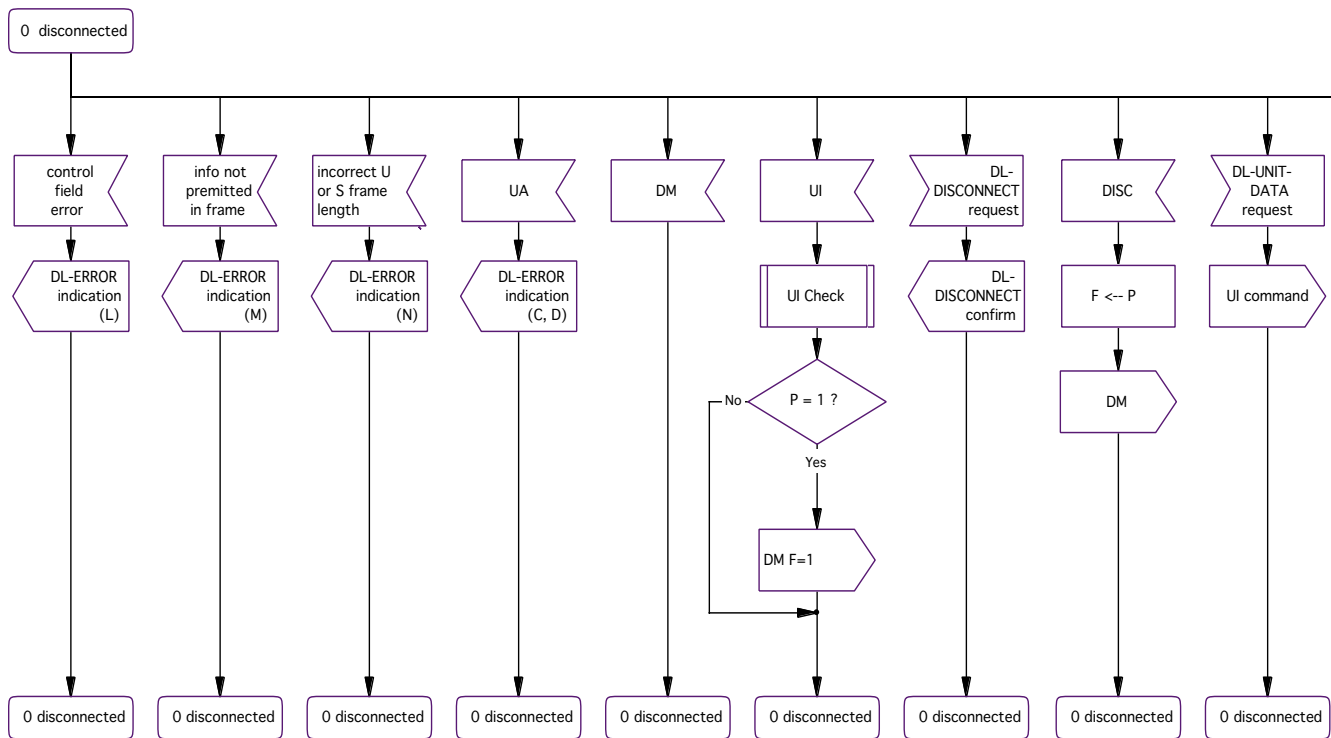 0 disconnected
control
field
error
info not
premitted
in frame
incorrect U
or S frame
length
UA
DM
UI
DL-
DISCONNECT
request
DISC
DL-UNIT-
DATA
request
DL-ERROR
indication
(L)
DL-ERROR
indication
(M)
DL-ERROR
indication
(N)
DL-ERROR
indication
(C, D)
UI Check
DL-
DISCONNECT
confirm
F <-- P
UI command
No
P = 1 ?
DM
Yes
DM F=1
0 disconnected
0 disconnected
0 disconnected
0 disconnected
0 disconnected
0 disconnected
0 disconnected
0 disconnected
0 disconnected